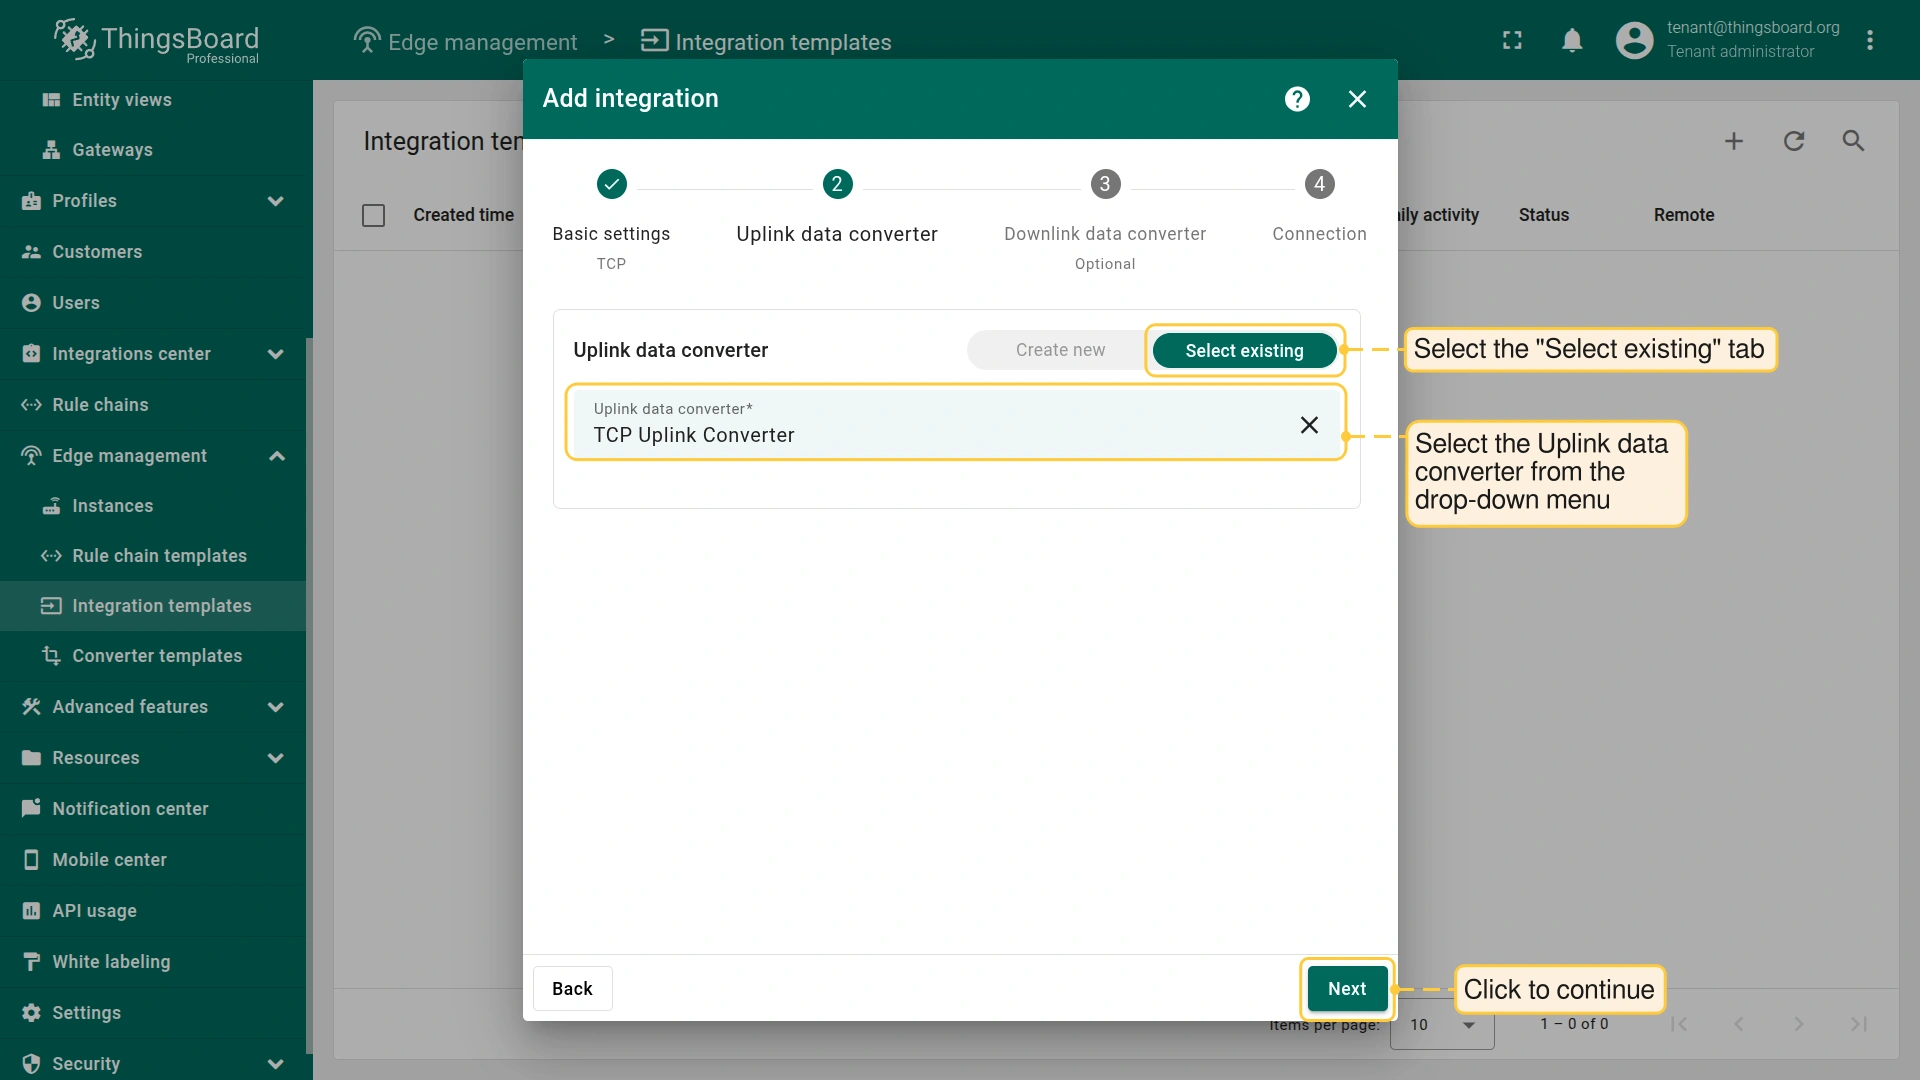 ThingsBoard
Professional
Edge management > Integration templates
tenant@thingsboard.org
Tenant administrator
Entity views
Gateways
Profiles
Customers
Users
Integrations center
Rule chains
Edge management
Instances
Rule chain templates
Integration templates
Converter templates
Advanced features
Resources
Notification center
Mobile center
API usage
White labeling
Settings
Security
Integration ten
Created time
ily activity
Status
Remote
Add integration
2
3
4
Basic settings
TCP
Uplink data converter
Downlink data converter
Optional
Connection
Uplink data converter
Create new
Select existing
Uplink data converter*
TCP Uplink Converter
Select the "Select existing" tab
Select the Uplink data
converter from the
drop-down menu
Back
Next
Click to continue
Items per page:
10
1 – 0 of 0